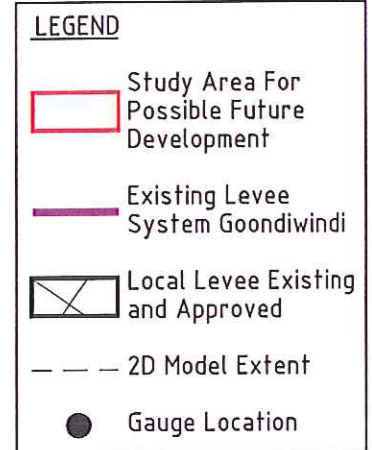 LEGEND
Study Area For
Possible Future
Development
Existing Levee
System Goondiwindi
Local Levee Existing
and Approved
2D Model Extent
Gauge Location